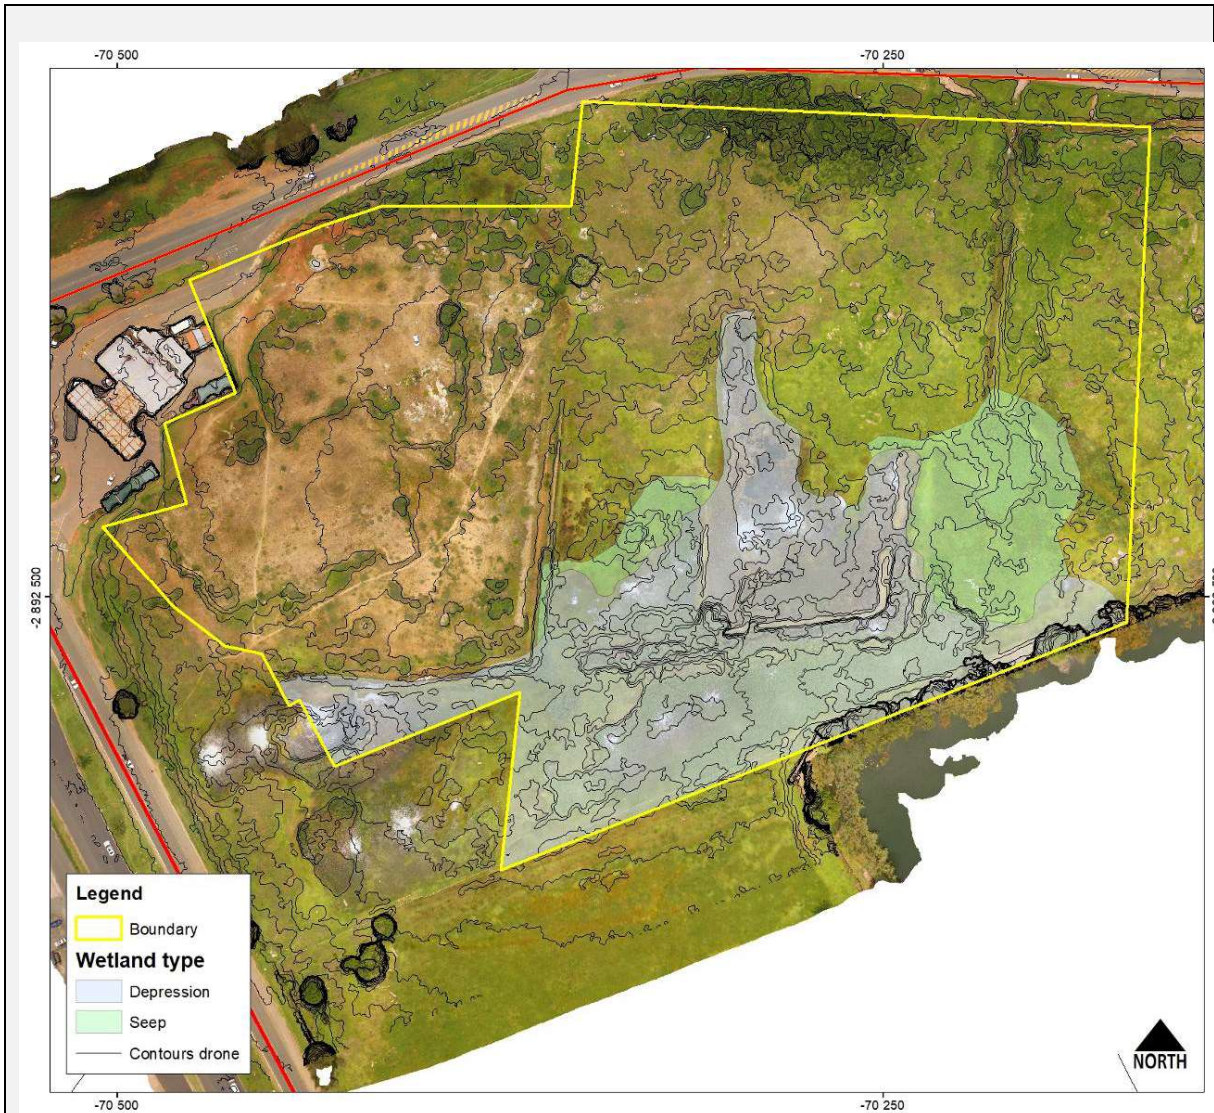 -70 500
-70 250
-2 892 500
Legend
Boundary
Wetland type
Depression
Seep
Contours drone
NORTH
-70 500
-70 250